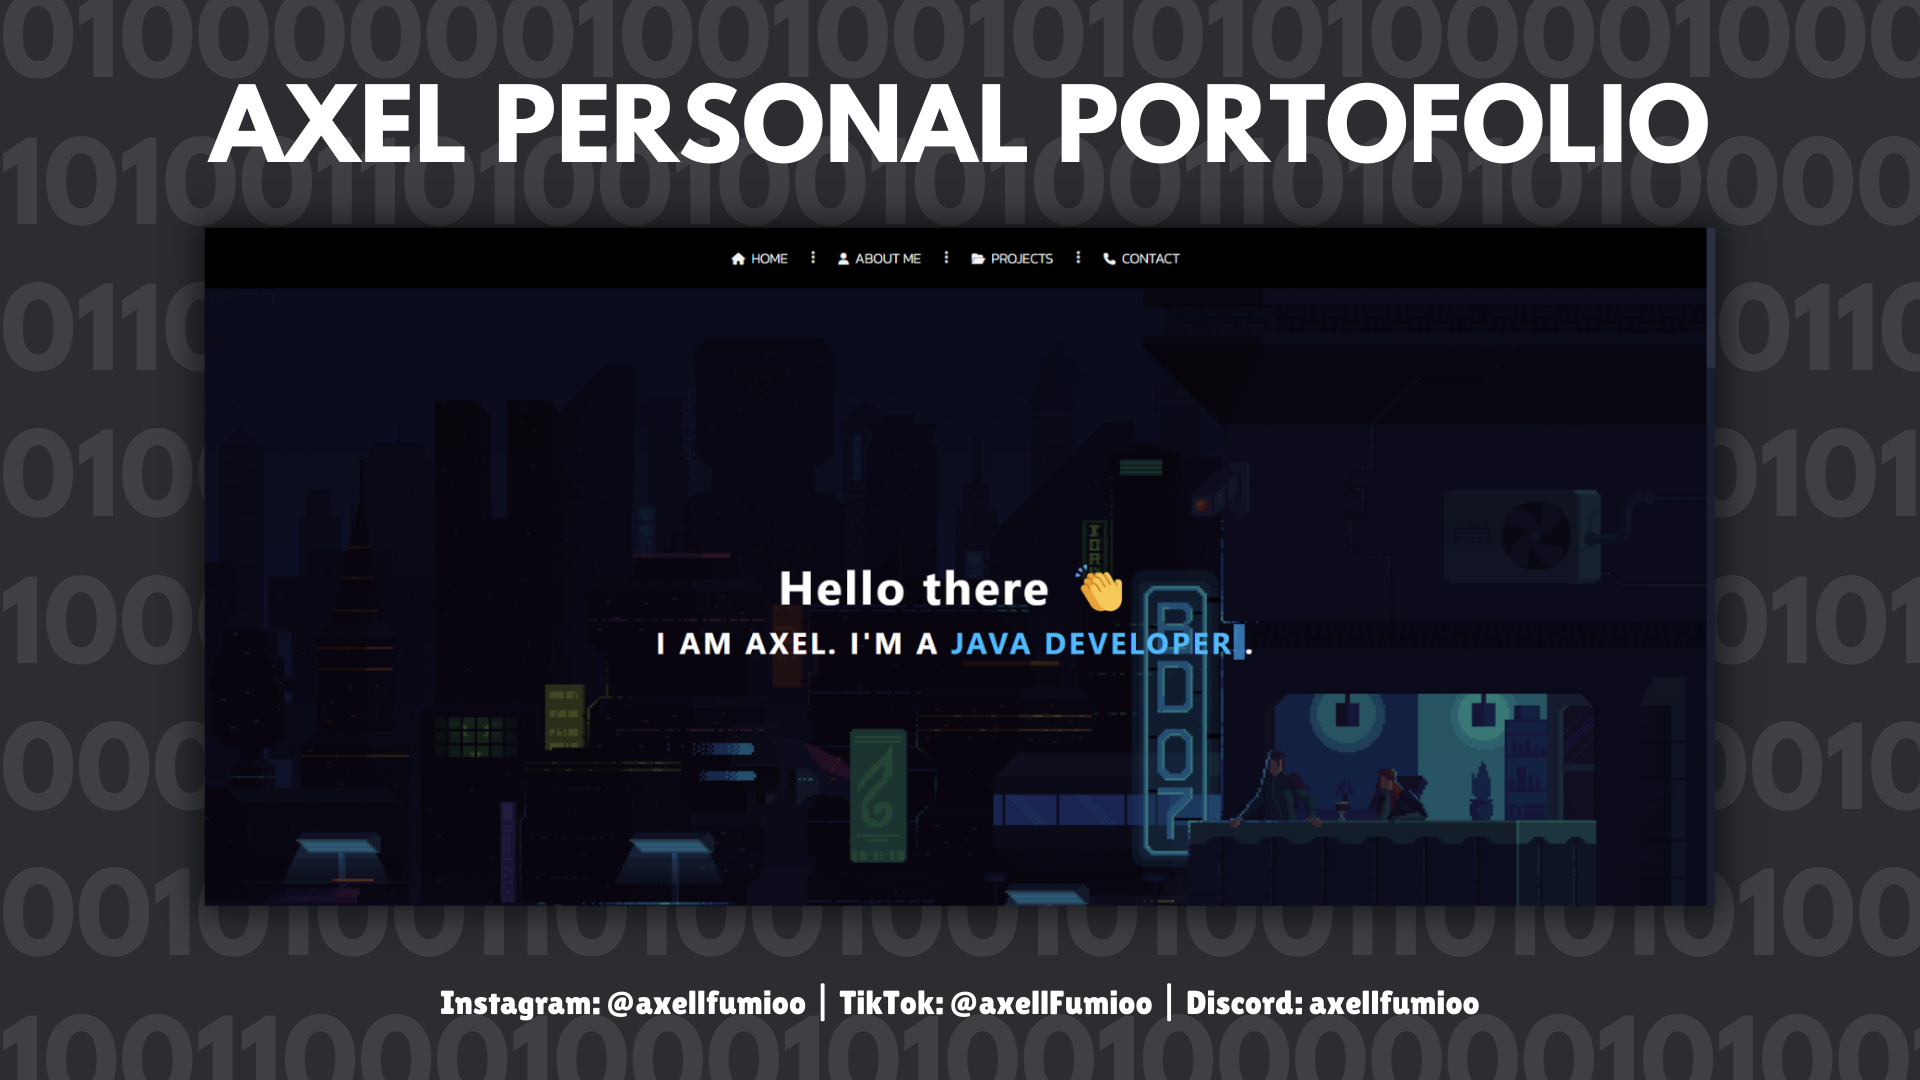 AXEL PERSONAL PORTOFOLIO
HOME ABOUT ME PROJECTS CONTACT
Hello there 👏
I AM AXEL. I'M A JAVA DEVELOPER.
Instagram: @axellfumioo | TikTok: @axellFumioo | Discord: axellfumioo